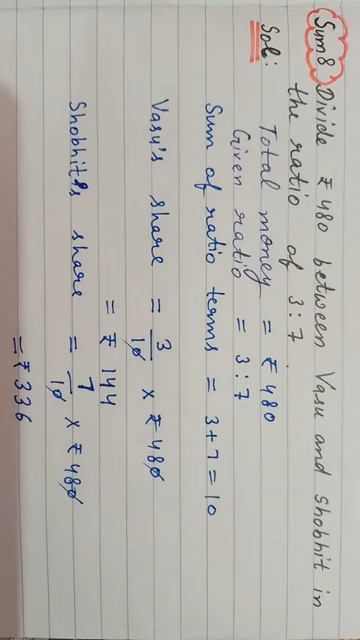 Sum 8 Divide ₹ 480 between Vasu and Shobhit in
the ratio of 3:7
Sol: Total money = ₹ 480
Given ratio = 3:7
Sum of ratio terms = 3+7 = 10
Vasu's share = 3/10 x ₹ 480
= ₹ 144
Shobhit's share = 7/10 x ₹ 480
= ₹ 336